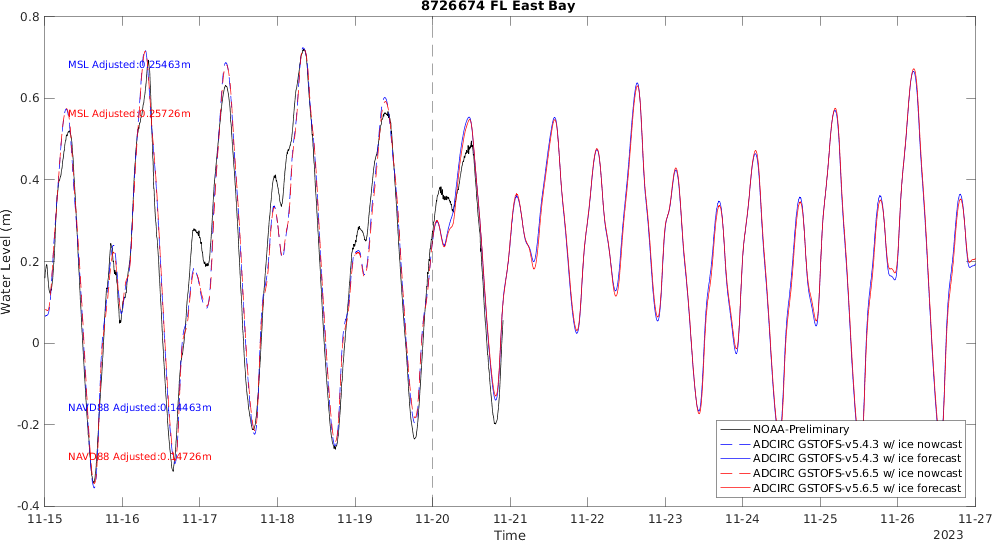 8726674 FL East Bay
Water Level (m)
0.8
0.6
0.4
0.2
0
-0.2
-0.4
MSL Adjusted:0.25463m
MSL Adjusted:0.25726m
NAVD88 Adjusted:0.14463m
NAVD88 Adjusted:0.14726m
NOAA-Preliminary
ADCIRC GSTOFS-v5.4.3 w/ ice nowcast
ADCIRC GSTOFS-v5.4.3 w/ ice forecast
ADCIRC GSTOFS-v5.6.5 w/ ice nowcast
ADCIRC GSTOFS-v5.6.5 w/ ice forecast
11-15 11-16 11-17 11-18 11-19 11-20 11-21 11-22 11-23 11-24 11-25 11-26 11-27
Time
2023